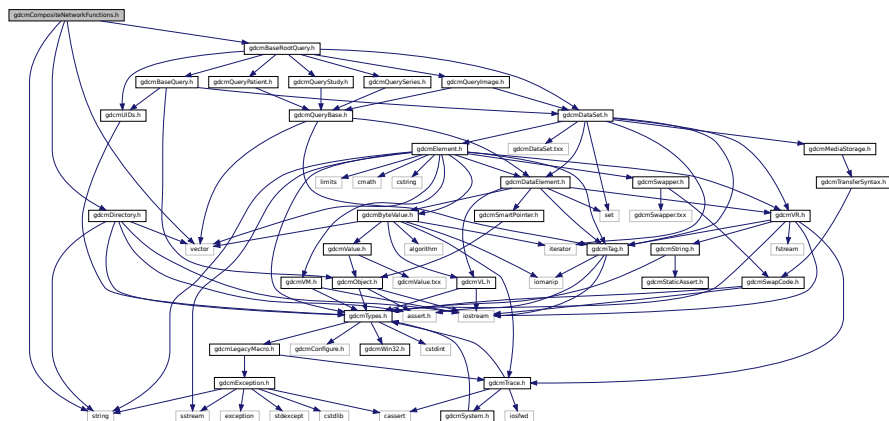 gdcmCompositeNetworkFunctions.h
gdcmBaseRootQuery.h
gdcmBaseQuery.h
gdcmQueryPatient.h
gdcmQueryStudy.h
gdcmQuerySeries.h
gdcmQueryImage.h
gdcmUIDs.h
gdcmQueryBase.h
gdcmDataSet.h
gdcmElement.h
gdcmDataSet.txx
gdcmMediaStorage.h
limits
cmath
cstring
gdcmDataElement.h
gdcmSwapper.h
gdcmTransferSyntax.h
gdcmDirectory.h
gdcmByteValue.h
gdcmSmartPointer.h
set
gdcmSwapper.txx
gdcmVR.h
vector
gdcmValue.h
algorithm
iterator
gdcmTag.h
gdcmString.h
fstream
gdcmVM.h
gdcmObject.h
gdcmValue.txx
gdcmVL.h
iomanip
gdcmStaticAssert.h
gdcmSwapCode.h
gdcmTypes.h
assert.h
iostream
gdcmLegacyMacro.h
gdcmConfigure.h
gdcmWin32.h
cstdint
gdcmException.h
gdcmTrace.h
string
sstream
exception
stdexcept
cstdlib
cassert
gdcmSystem.h
iosfwd